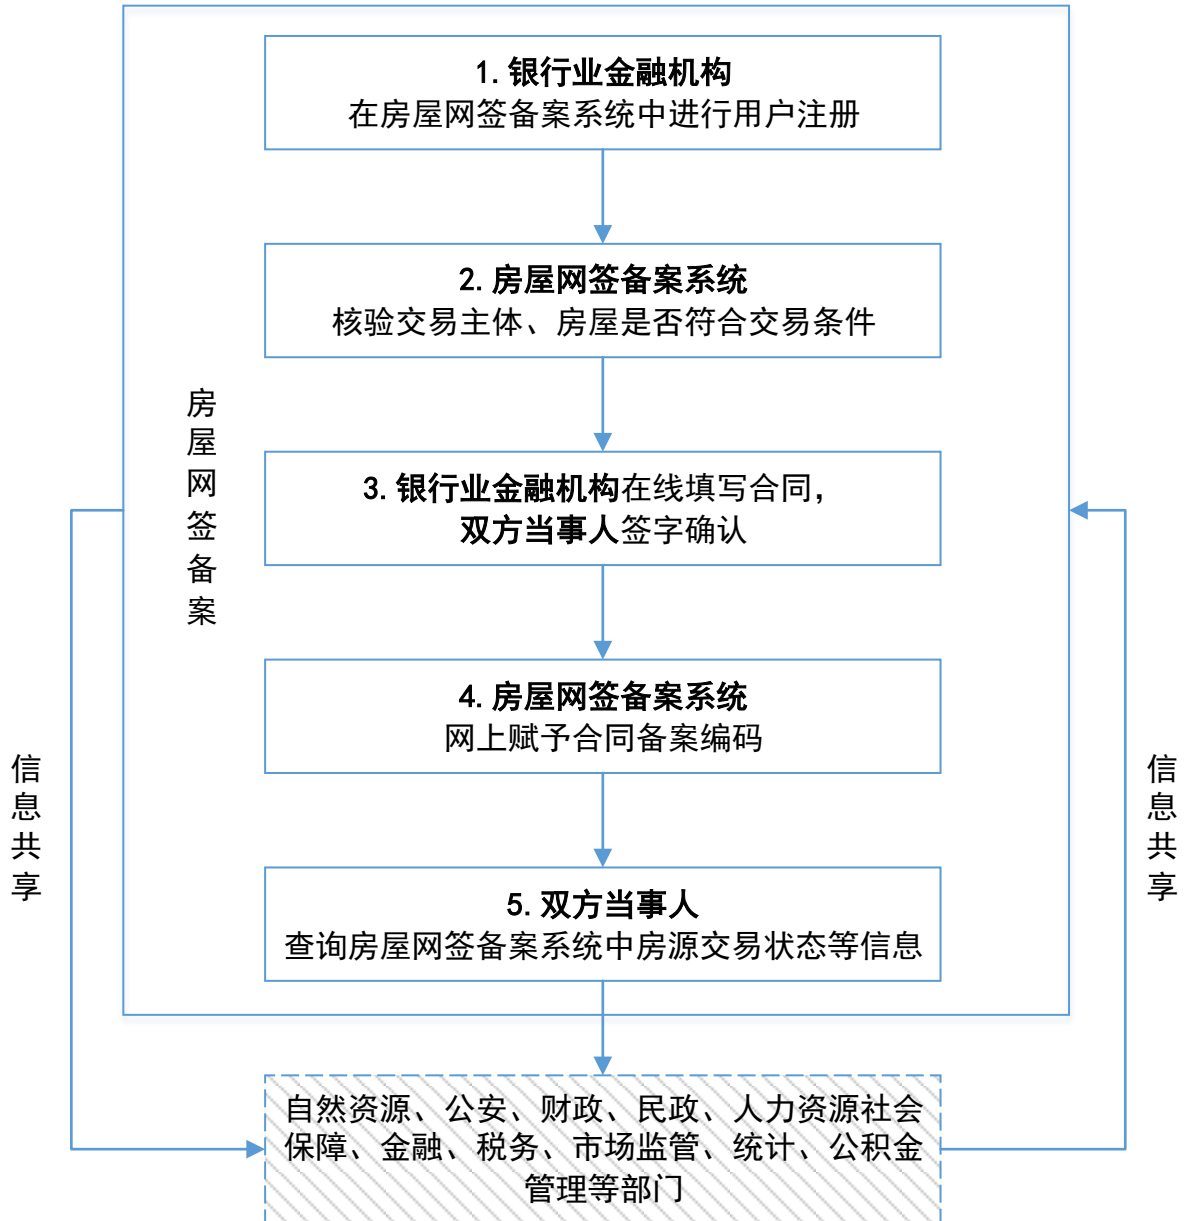 1.银行业金融机构
在房屋网签备案系统中进行用户注册
2.房屋网签备案系统
核验交易主体、房屋是否符合交易条件
房屋网签备案
3.银行业金融机构在线填写合同，
双方当事人签字确认
4.房屋网签备案系统
网上赋予合同备案编码
信息共享
信息共享
5.双方当事人
查询房屋网签备案系统中房源交易状态等信息
自然资源、公安、财政、民政、人力资源社会
保障、金融、税务、市场监管、统计、公积金
管理等部门